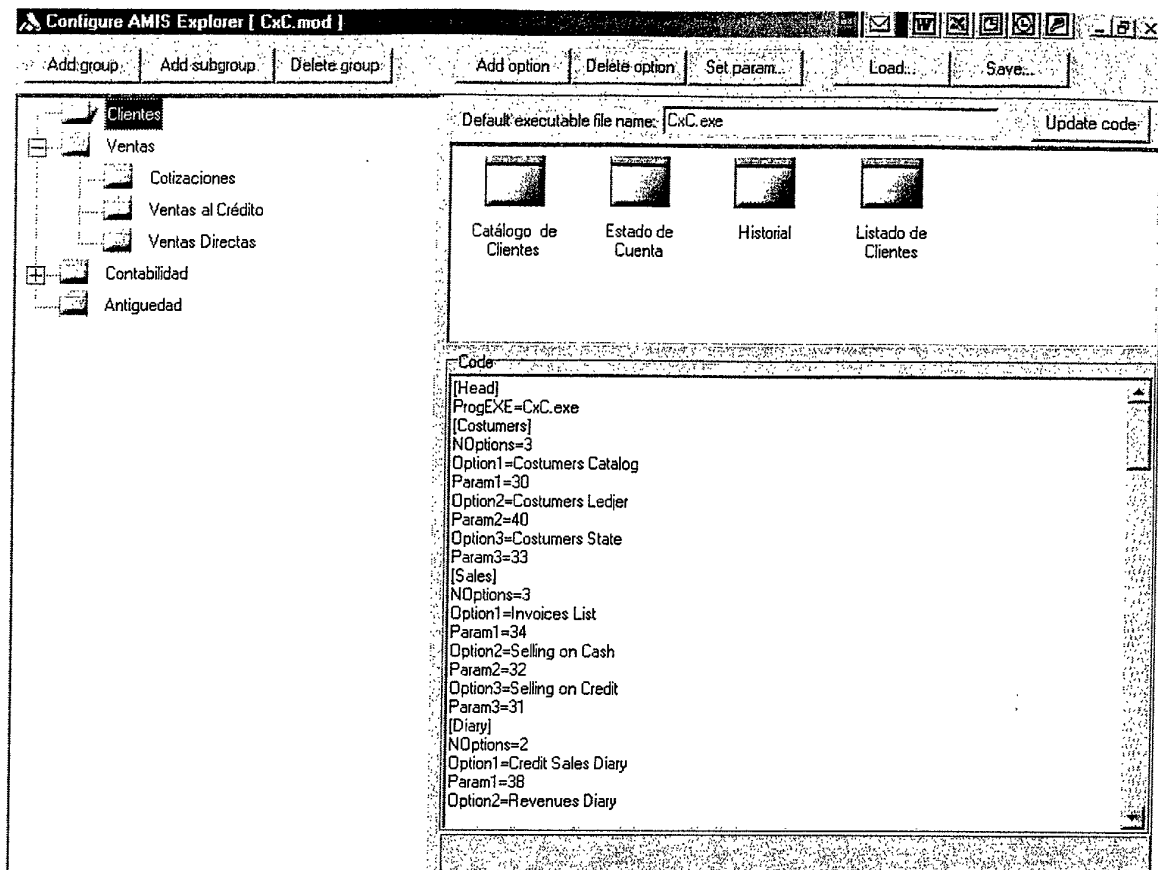 Configure AMIS Explorer [ CxC.mod ]
Add group Add subgroup Delete group Add option Delete option Set param... Load... Save...
Clientes
Ventas
Cotizaciones
Ventas al Crédito
Ventas Directas
Contabilidad
Antiguedad
Default executable file name: CxC.exe Update code
Catálogo de Clientes
Estado de Cuenta
Historial
Listado de Clientes
Code
[Head]
ProgEXE=CxC.exe
[Costumers]
NOptions=3
Option1=Costumers Catalog
Param1=30
Option2=Costumers Ledjer
Param2=40
Option3=Costumers State
Param3=33
[Sales]
NOptions=3
Option1=Invoices List
Param1=34
Option2=Selling on Cash
Param2=32
Option3=Selling on Credit
Param3=31
[Diary]
NOptions=2
Option1=Credit Sales Diary
Param1=38
Option2=Revenues Diary